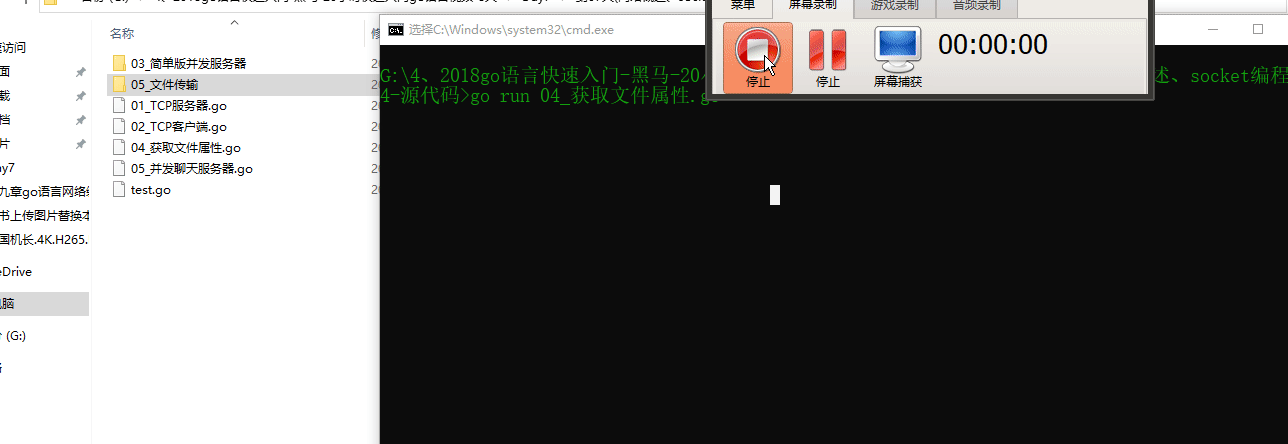 名称
03_简单版并发服务器
05_文件传输
01_TCP服务器.go
02_TCP客户端.go
04_获取文件属性.go
05_并发聊天服务器.go
test.go
访问
面
载
档
片
ay7
九章go语言网络
书上传图片替换本
国机长.4K.H265.
eDrive
电脑
(G:)
选择C:\Windows\system32\cmd.exe
G:\4、2018go语言快速入门-黑马-20 述、socket编程
4-源代码>go run 04_获取文件属性.go
菜单
屏幕录制
游戏录制
音频录制
停止
停止
屏幕捕获
00:00:00